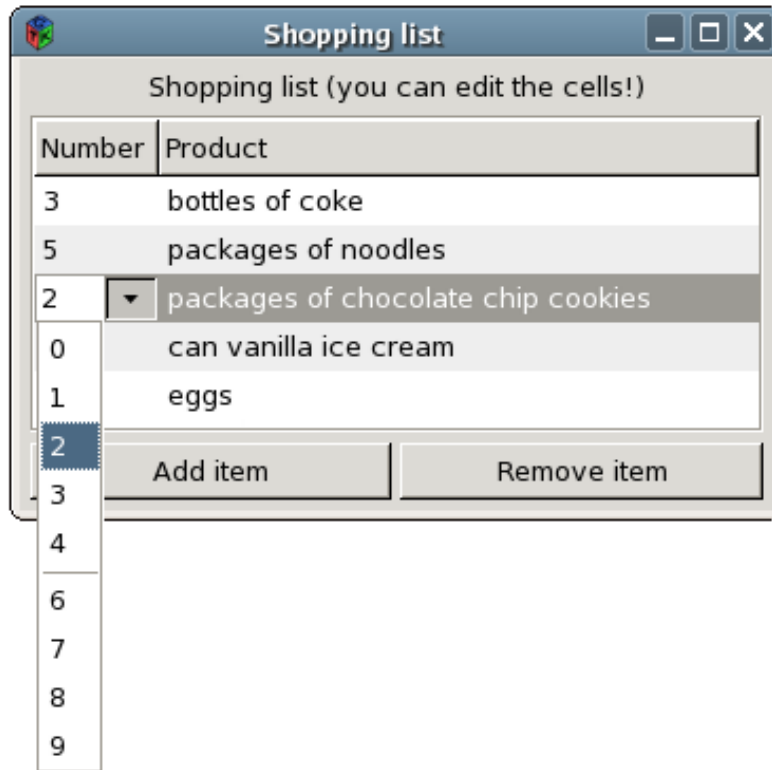 Shopping list
Shopping list (you can edit the cells!)
Number Product
3 bottles of coke
5 packages of noodles
2 packages of chocolate chip cookies
0 can vanilla ice cream
1 eggs
2
Add item Remove item
3
4
6
7
8
9